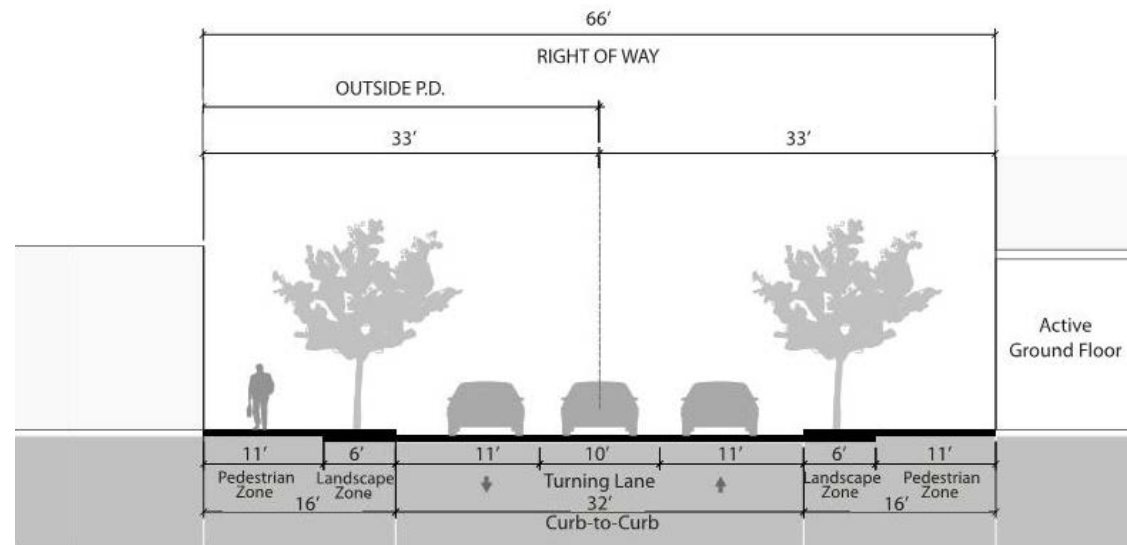 66′
RIGHT OF WAY
OUTSIDE P.D.
33′ 33′
Active
Ground Floor
11′ 6′ 11′ 10′ 11′ 6′ 11′
Pedestrian Zone
Landscape Zone
Turning Lane
Landscape Zone
Pedestrian Zone
16′ 32′ 16′
Curb-to-Curb